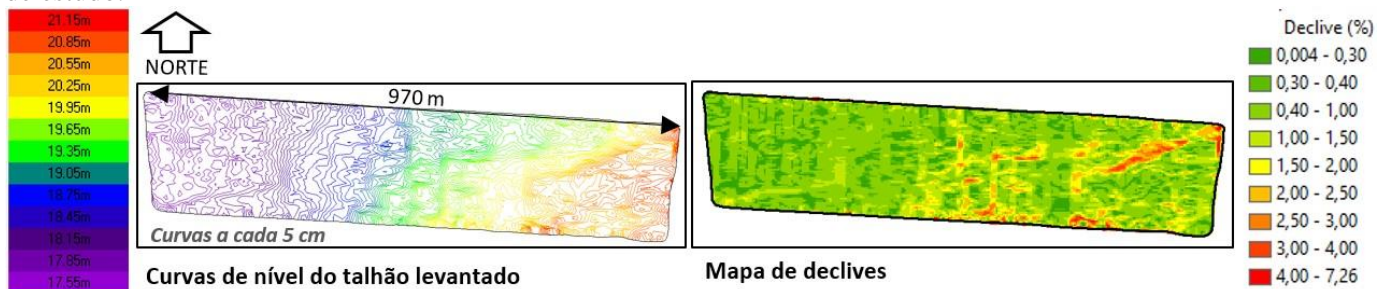 21.15m
20.85m
20.55m
20.25m
19.95m
19.65m
19.35m
19.05m
18.75m
18.45m
18.15m
17.85m
17.55m
NORTE
970 m
Curvas a cada 5 cm
Curvas de nível do talhão levantado
Mapa de declives
Declive (%)
0,004 - 0,30
0,30 - 0,40
0,40 - 1,00
1,00 - 1,50
1,50 - 2,00
2,00 - 2,50
2,50 - 3,00
3,00 - 4,00
4,00 - 7,26